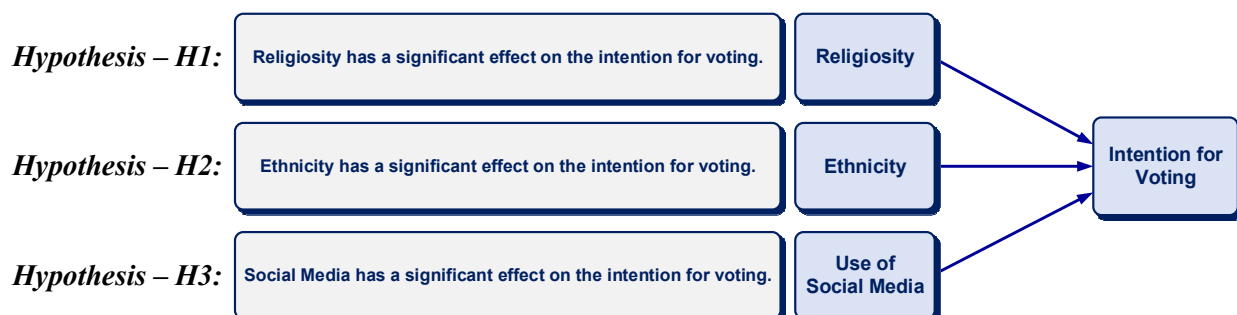 Hypothesis – H1:
Religiosity has a significant effect on the intention for voting.
Religiosity
Hypothesis – H2:
Ethnicity has a significant effect on the intention for voting.
Ethnicity
Intention for
Voting
Hypothesis – H3:
Social Media has a significant effect on the intention for voting.
Use of
Social Media